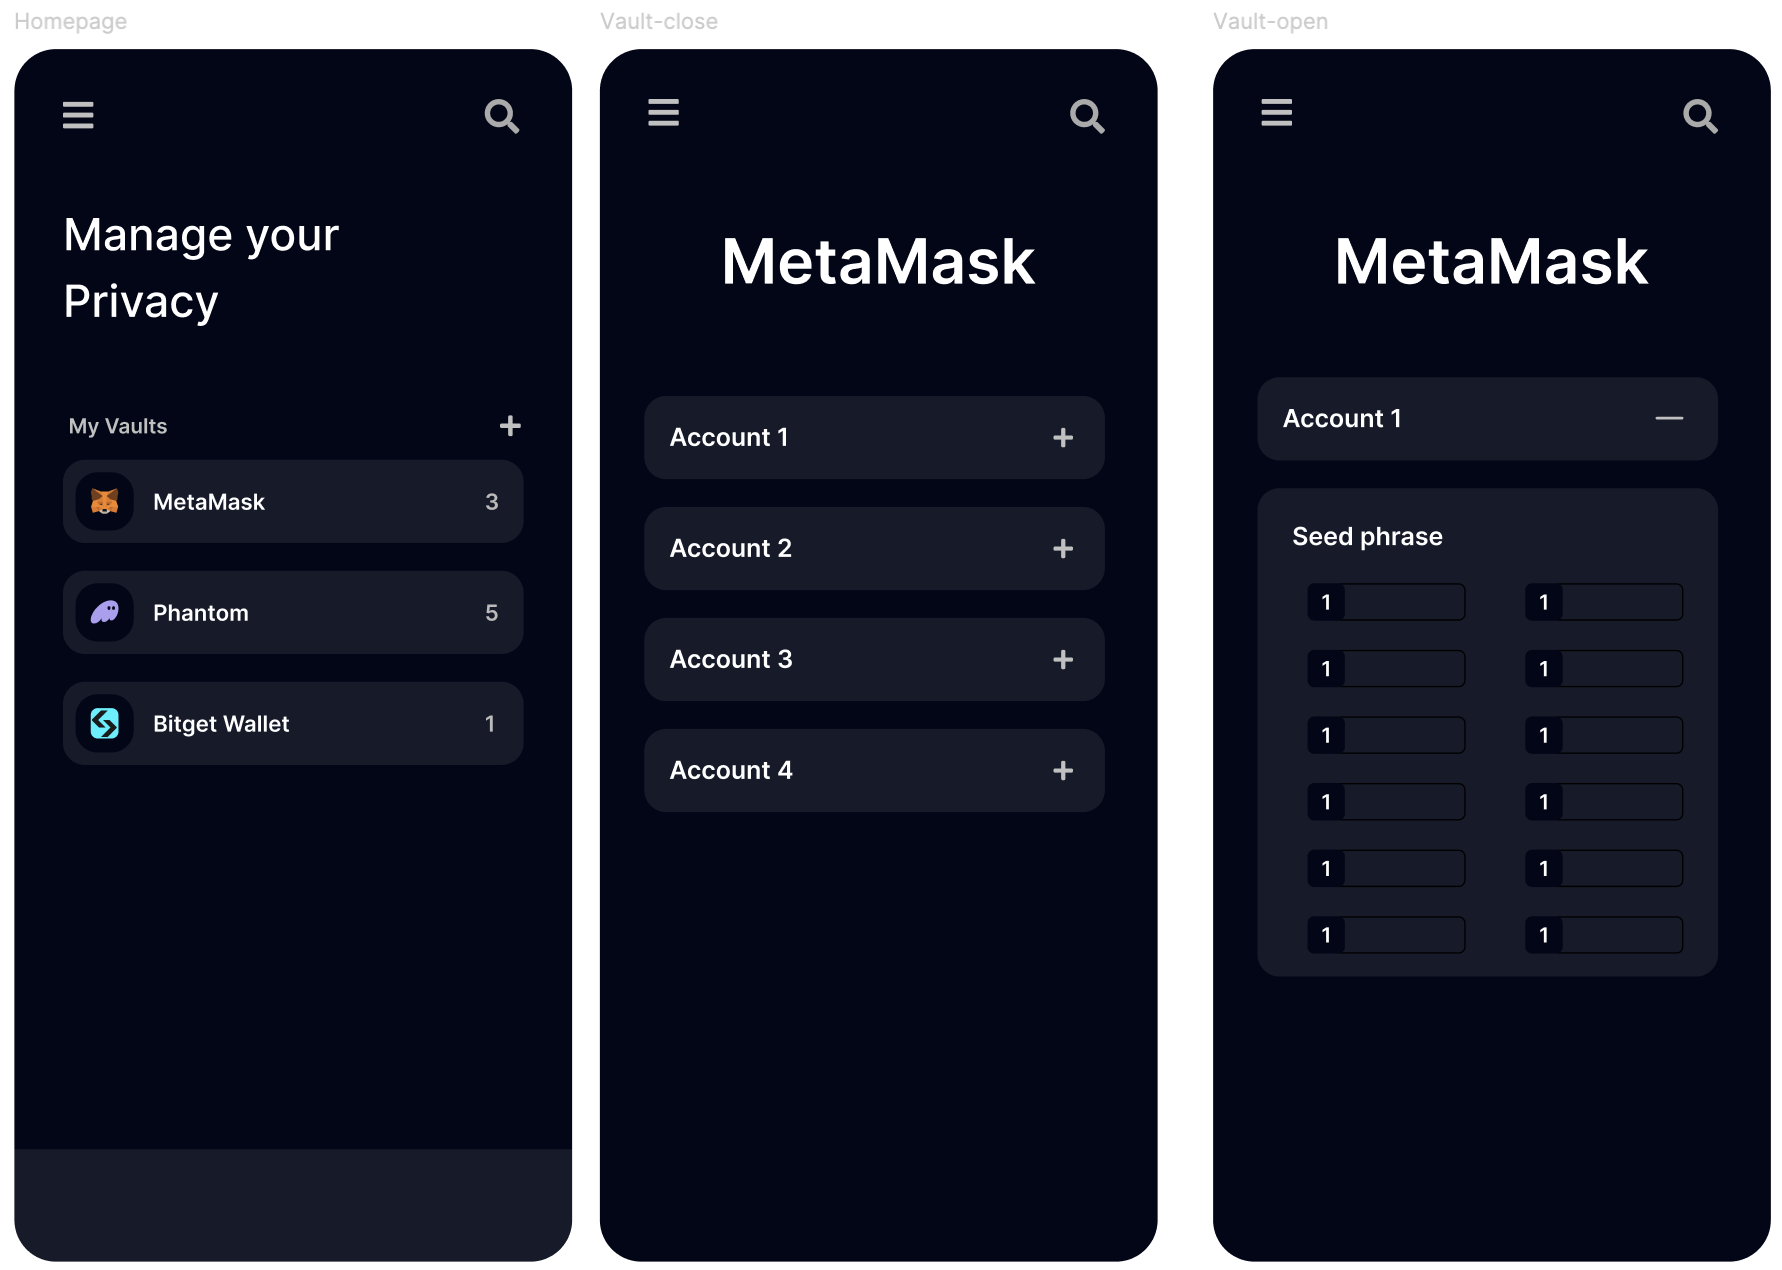 Homepage
Manage your
Privacy
My Vaults
MetaMask 3
Phantom 5
Bitget Wallet 1
Vault-close
MetaMask
Account 1
Account 2
Account 3
Account 4
Vault-open
MetaMask
Account 1
Seed phrase
1 1
1 1
1 1
1 1
1 1
1 1